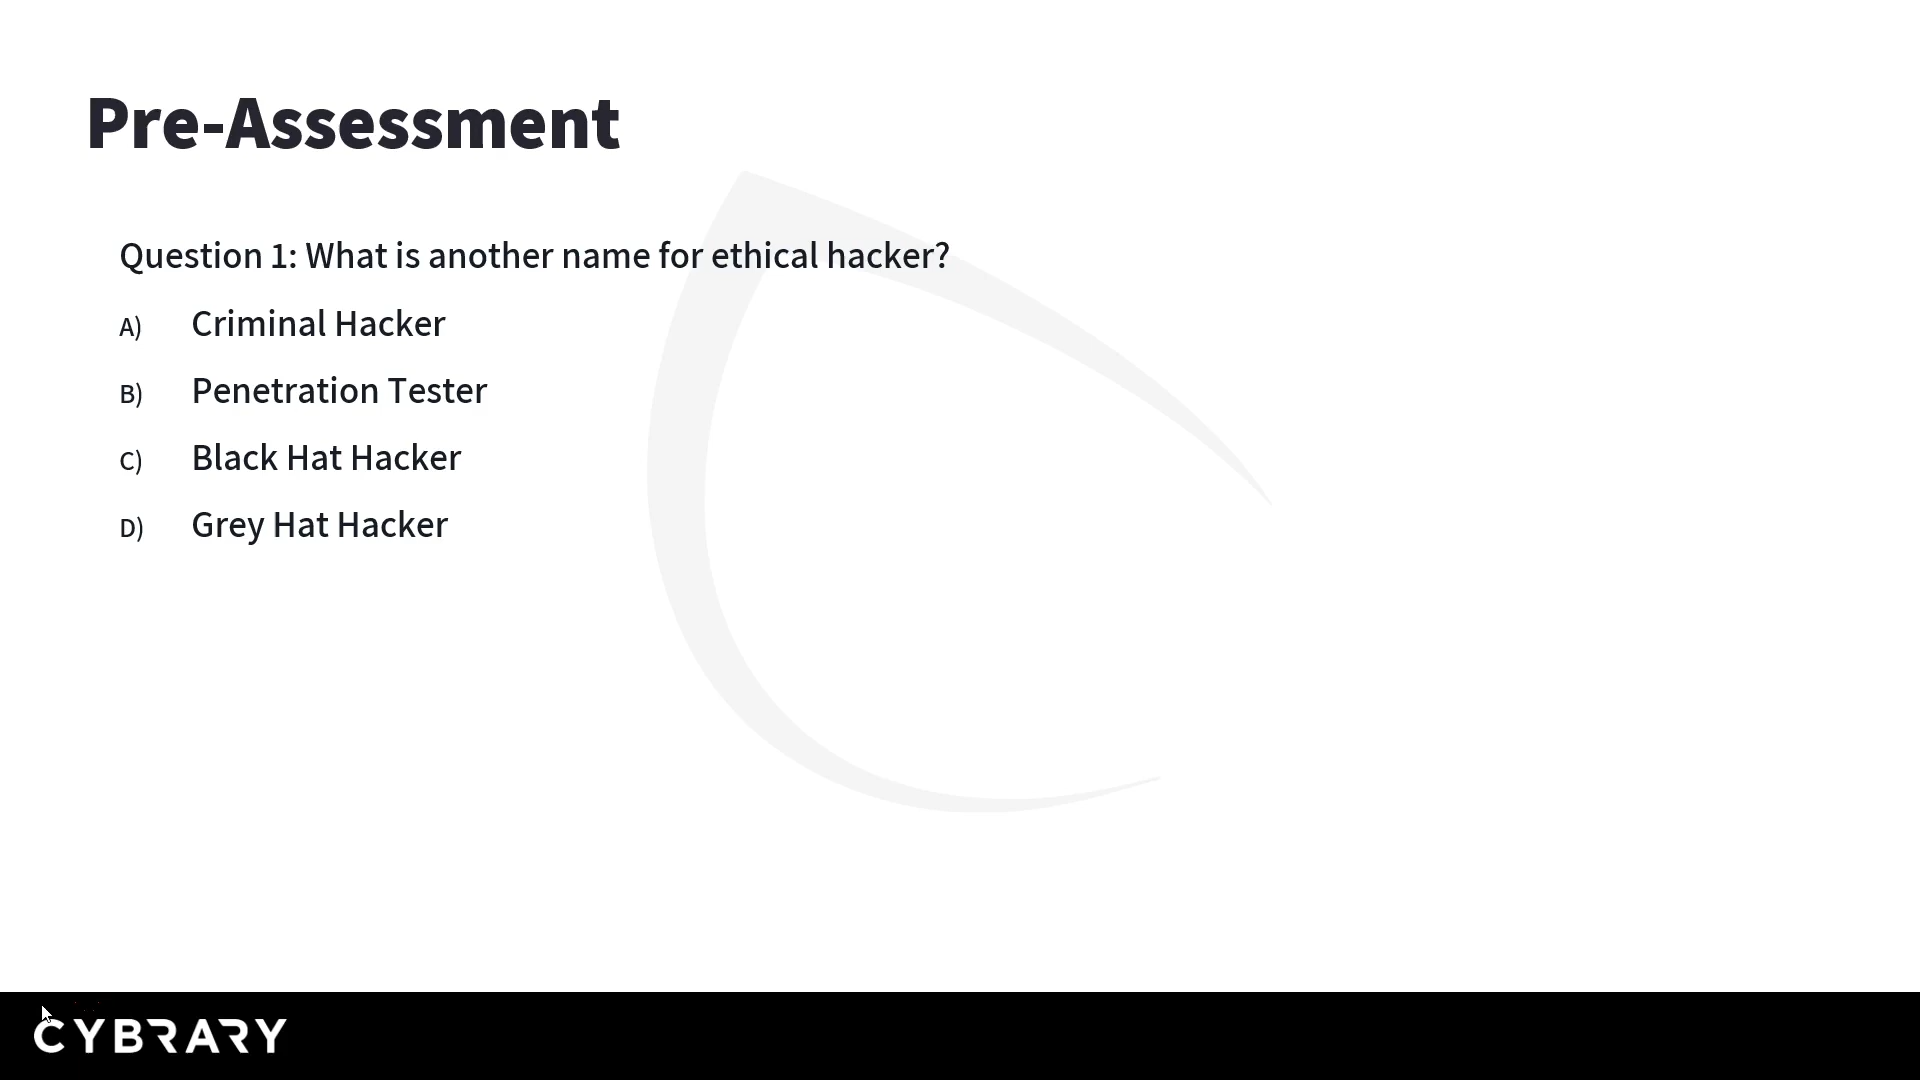 Pre-Assessment
Question 1: What is another name for ethical hacker?
A) Criminal Hacker
B) Penetration Tester
C) Black Hat Hacker
D) Grey Hat Hacker
CYBRARY